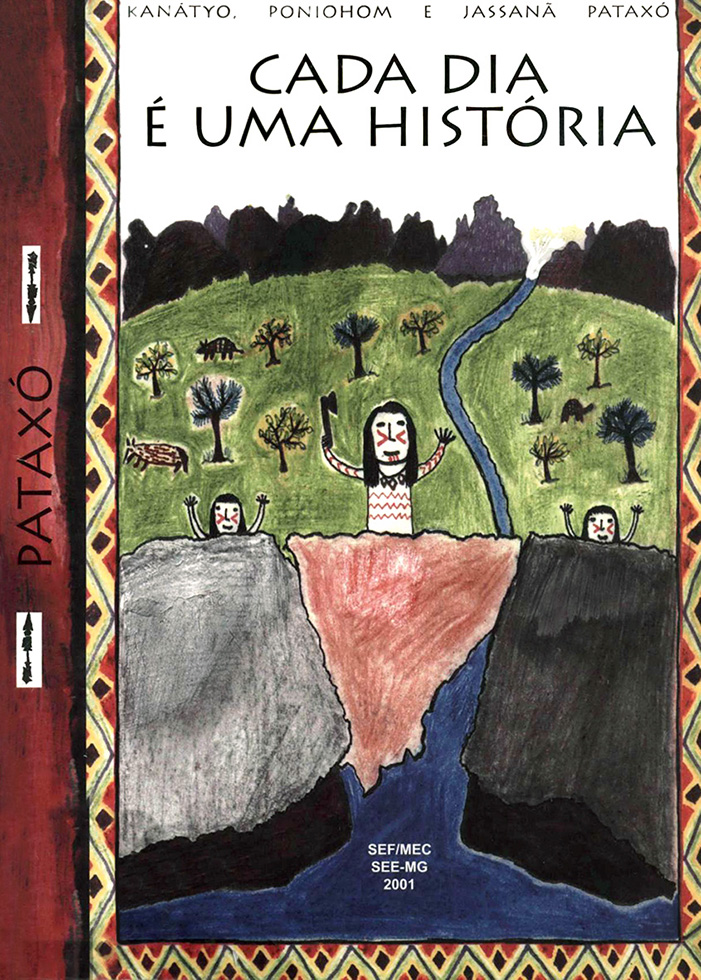 KANÁTYO, PONIOHOM E JASSANÃ PATAXÓ
CADA DIA
É UMA HISTÓRIA
PATAXÓ
SEF/MEC
SEE-MG
2001